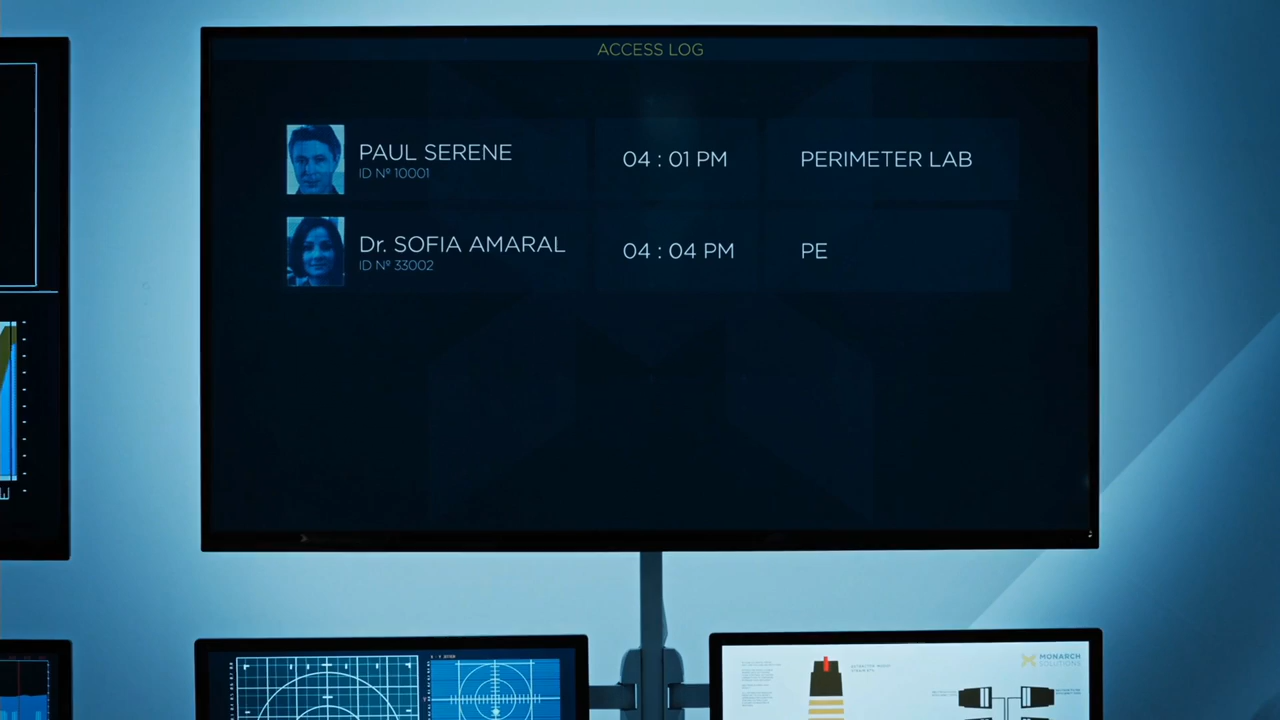 ACCESS LOG
PAUL SERENE
ID Nº 10001
04 : 01 PM
PERIMETER LAB
Dr. SOFIA AMARAL
ID Nº 33002
04 : 04 PM
PE
MONARCH
SOLUTIONS